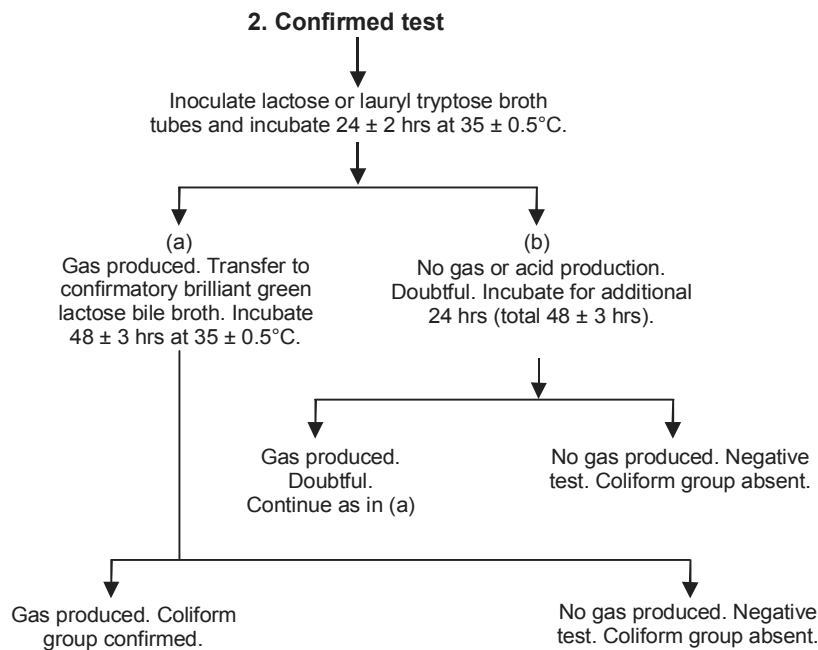 2. Confirmed test
Inoculate lactose or lauryl tryptose broth
tubes and incubate 24 ± 2 hrs at 35 ± 0.5°C.
(a)
Gas produced. Transfer to
confirmatory brilliant green
lactose bile broth. Incubate
48 ± 3 hrs at 35 ± 0.5°C.
(b)
No gas or acid production.
Doubtful. Incubate for additional
24 hrs (total 48 ± 3 hrs).
Gas produced.
Doubtful.
Continue as in (a)
No gas produced. Negative
test. Coliform group absent.
Gas produced. Coliform
group confirmed.
No gas produced. Negative
test. Coliform group absent.